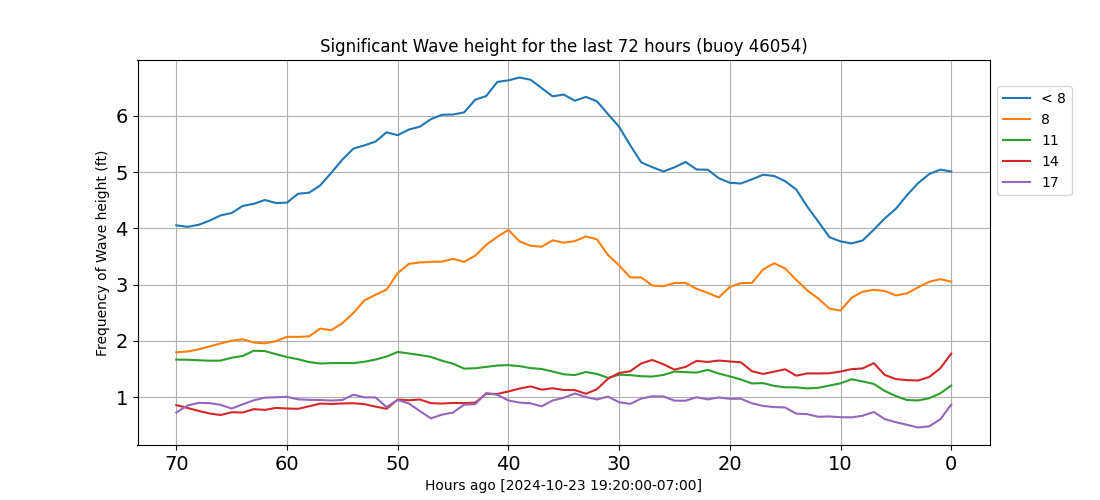 Significant Wave height for the last 72 hours (buoy 46054)
Frequency of Wave height (ft)
6
5
4
3
2
1
70 60 50 40 30 20 10 0
Hours ago [2024-10-23 19:20:00-07:00]
< 8
8
11
14
17